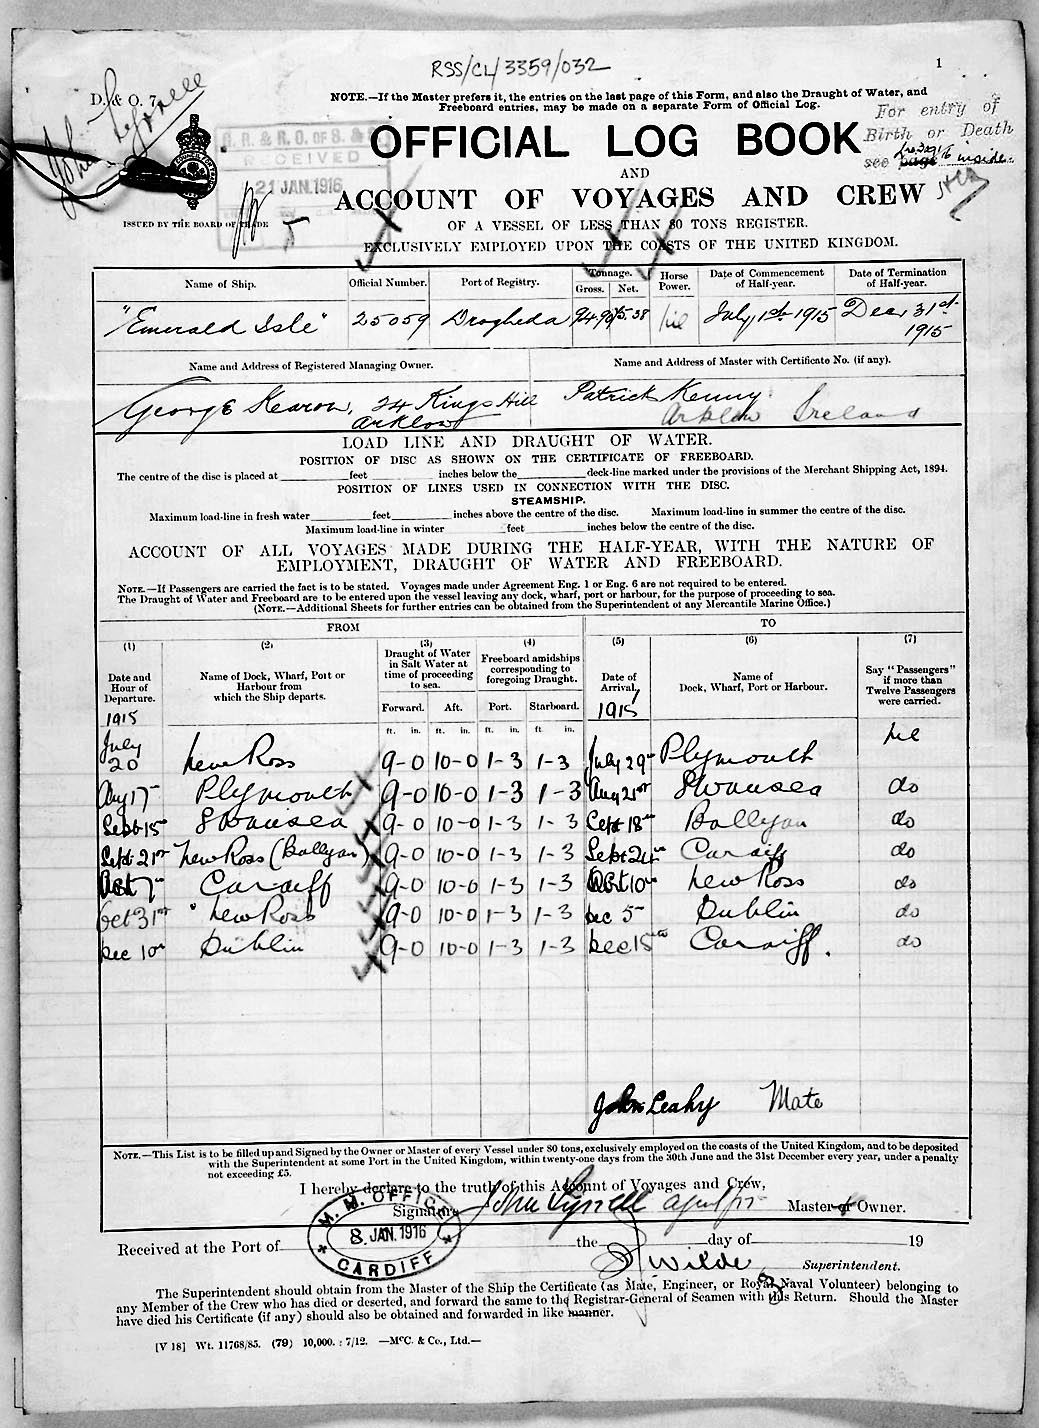 RSS/CL/3359/032
1
D. & O. 7.
John Tyrrell
NOTE.—If the Master prefers it, the entries on the last page of this Form, and also the Draught of Water, and
Freeboard entries, may be made on a separate Form of Official Log.
For entry of
Birth or Death
see page inside.
RECEIVED
21 JAN.1916
OFFICIAL LOG BOOK
AND
ACCOUNT OF VOYAGES AND CREW
OF A VESSEL OF LESS THAN 80 TONS REGISTER.
EXCLUSIVELY EMPLOYED UPON THE COASTS OF THE UNITED KINGDOM.
ISSUED BY THE BOARD OF TRADE
Name of Ship. Official Number. Port of Registry. Tonnage. Gross. Net. Horse Power. Date of Commencement of Half-year. Date of Termination of Half-year.
"Emerald Isle" 25059 Drogheda 94.90 75.38 Nil July 1st 1915 Dec 31st 1915
Name and Address of Registered Managing Owner. Name and Address of Master with Certificate No. (if any).
George Kearon, 24 Kings Hill Arklow Patrick Kenny Arklow Ireland
LOAD LINE AND DRAUGHT OF WATER.
POSITION OF DISC AS SHOWN ON THE CERTIFICATE OF FREEBOARD.
The centre of the disc is placed at feet inches below the deck-line marked under the provisions of the Merchant Shipping Act, 1894.
POSITION OF LINES USED IN CONNECTION WITH THE DISC.
STEAMSHIP.
Maximum load-line in fresh water feet inches above the centre of the disc. Maximum load-line in summer the centre of the disc.
Maximum load-line in winter feet inches below the centre of the disc.
ACCOUNT OF ALL VOYAGES MADE DURING THE HALF-YEAR, WITH THE NATURE OF
EMPLOYMENT, DRAUGHT OF WATER AND FREEBOARD.
NOTE.—If Passengers are carried the fact is to be stated. Voyages made under Agreement Eng. 1 or Eng. 6 are not required to be entered.
The Draught of Water and Freeboard are to be entered upon the vessel leaving any dock, wharf, port or harbour, for the purpose of proceeding to sea.
(NOTE.—Additional Sheets for further entries can be obtained from the Superintendent of any Mercantile Marine Office.)
FROM TO
(1) (2) (3) (4) (5) (6) (7)
Date and Hour of Departure. Name of Dock, Wharf, Port or Harbour from which the Ship departs. Draught of Water in Salt Water at time of proceeding to sea. Freeboard amidships corresponding to foregoing Draught. Date of Arrival. Name of Dock, Wharf, Port or Harbour. Say "Passengers" if more than Twelve Passengers were carried.
Forward. Aft. Port. Starboard.
1915 1915
ft. in. ft. in. ft. in. ft. in.
July 20 New Ross 9-0 10-0 1-3 1-3 July 29th Plymouth Nil
Aug 17th Plymouth 9-0 10-0 1-3 1-3 Aug 21st Swansea do
Sept 15th Swansea 9-0 10-0 1-3 1-3 Sept 18th Ballyan do
Sept 21st New Ross (Ballyan) 9-0 10-0 1-3 1-3 Sept 24th Cardiff do
Oct 7th Cardiff 9-0 10-0 1-3 1-3 Oct 10th New Ross do
Oct 31st New Ross 9-0 10-0 1-3 1-3 Dec 5th Dublin do
Dec 10th Dublin 9-0 10-0 1-3 1-3 Dec 15th Cardiff. do
John Leahy Mate
NOTE.—This List is to be filled up and Signed by the Owner or Master of every Vessel under 80 tons, exclusively employed on the coasts of the United Kingdom, and to be deposited
with the Superintendent at some Port in the United Kingdom, within twenty-one days from the 30th June and the 31st December every year, under a penalty
not exceeding £5.
I hereby declare to the truth of this Account of Voyages and Crew,
Signature John Tyrrell Master or Owner.
M. M. OFFICE
8 JAN. 1916
CARDIFF
Received at the Port of the day of 19
Wilde Superintendent.
The Superintendent should obtain from the Master of the Ship the Certificate (as Mate, Engineer, or Royal Naval Volunteer) belonging to
any Member of the Crew who has died or deserted, and forward the same to the Registrar-General of Seamen with this Return. Should the Master
have died his Certificate (if any) should also be obtained and forwarded in like manner.
[V 18] Wt. 11768/85. (79) 10,000. : 7/12. —McC. & Co., Ltd.—